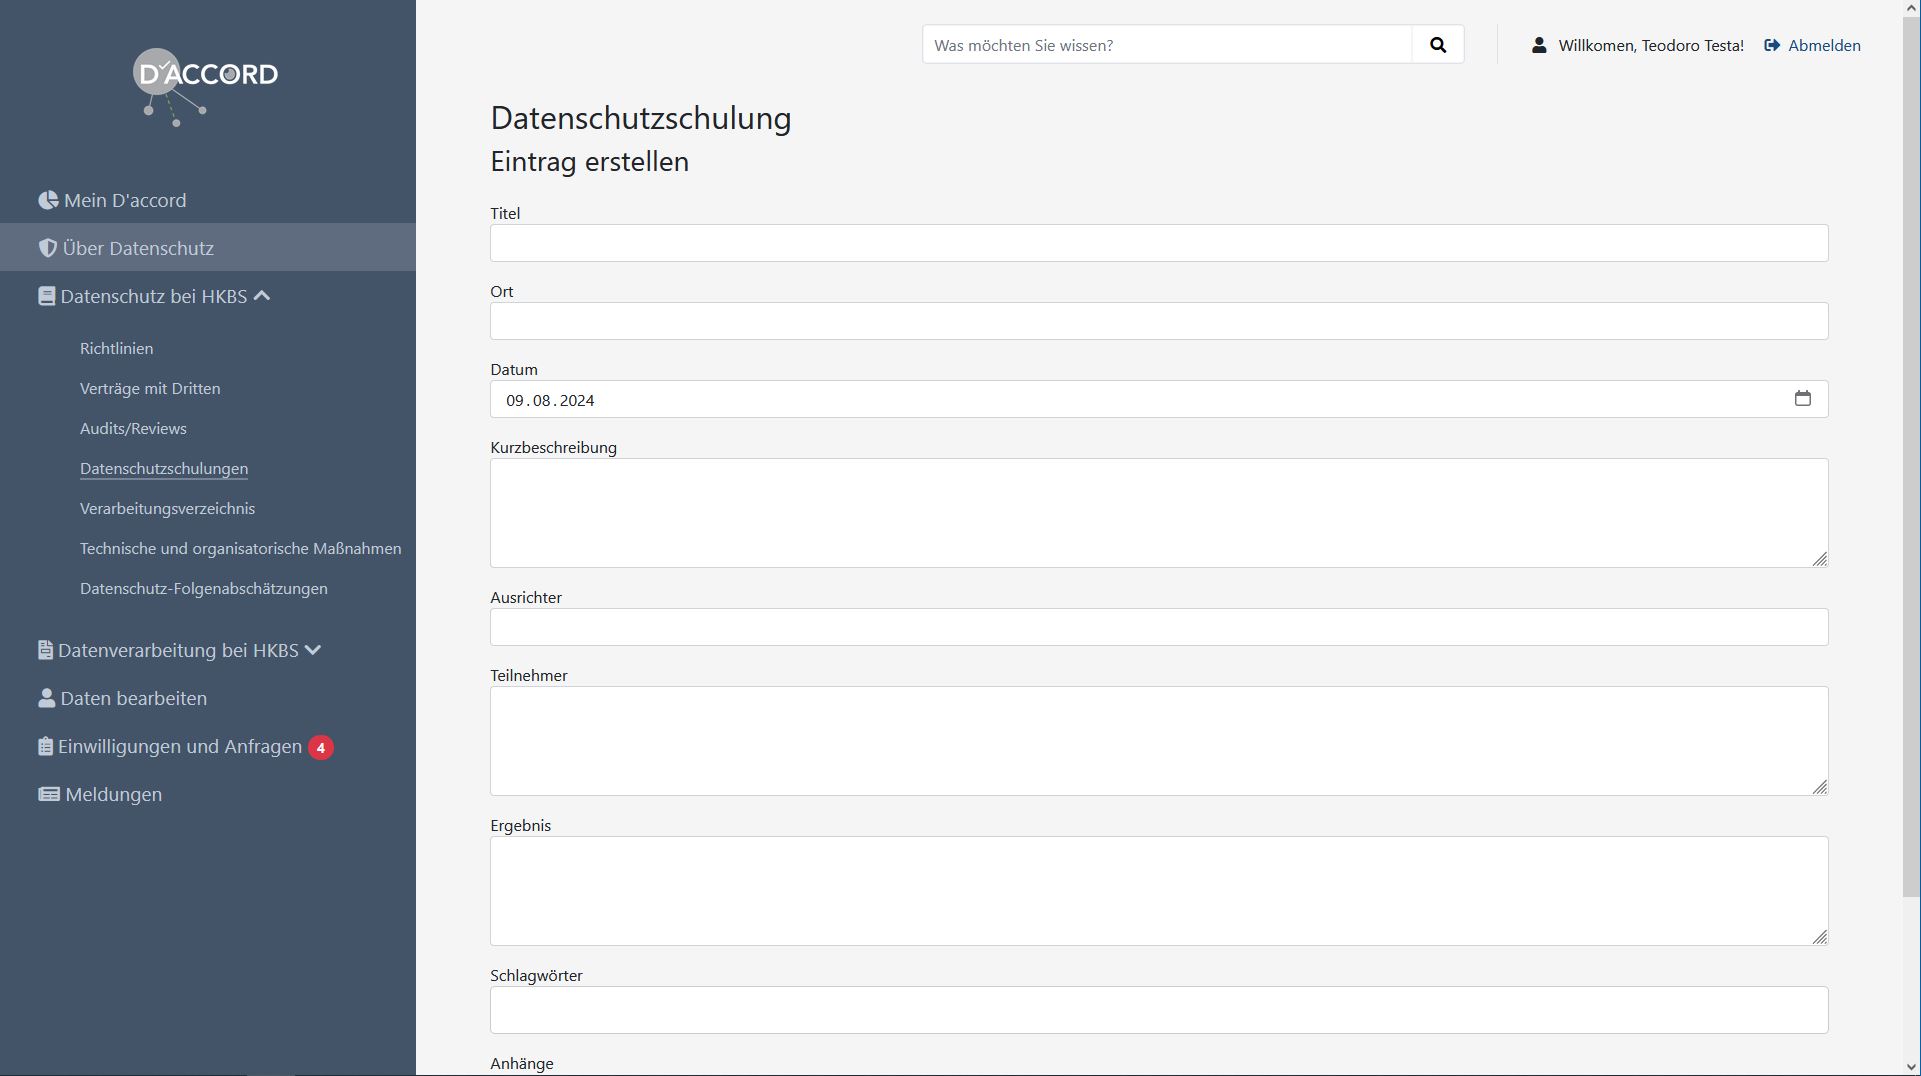 D'ACCORD
Mein D'accord
Über Datenschutz
Datenschutz bei HKBS
Richtlinien
Verträge mit Dritten
Audits/Reviews
Datenschutzschulungen
Verarbeitungsverzeichnis
Technische und organisatorische Maßnahmen
Datenschutz-Folgenabschätzungen
Datenverarbeitung bei HKBS
Daten bearbeiten
Einwilligungen und Anfragen 4
Meldungen
Was möchten Sie wissen?
Willkomen, Teodoro Testa! Abmelden
Datenschutzschulung
Eintrag erstellen
Titel
Ort
Datum
09.08.2024
Kurzbeschreibung
Ausrichter
Teilnehmer
Ergebnis
Schlagwörter
Anhänge